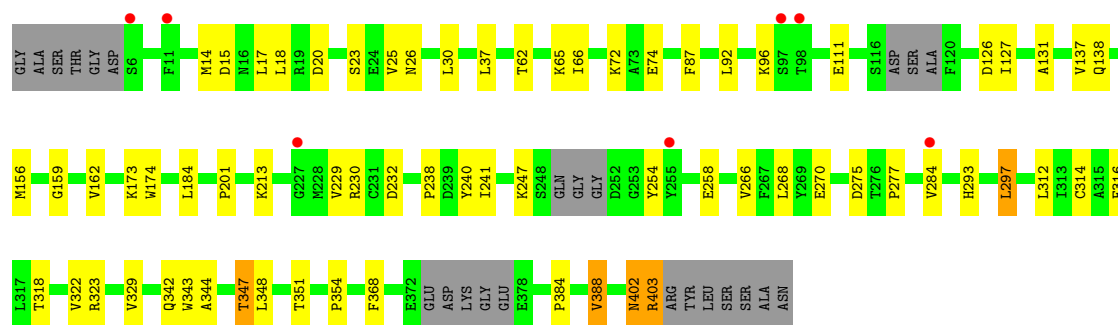 GLY ALA SER THR GLY ASP S6 F11 M14 D15 N16 L17 L18 R19 D20 S23 E24 V25 N26 L30 L37 T62 K65 I66 K72 A73 E74 F87 L92 K96 S97 T98 E111 S116 ASP SER ALA F120 D126 I127 A131 V137 Q138
M156 G159 V162 K173 W174 L184 P201 K213 G227 M228 V229 R230 C231 D232 P238 D239 Y240 I241 K247 S248 GLN GLY GLY D252 G253 Y254 Y255 E258 V266 F267 L268 Y269 E270 D275 T276 P277 V284 H293 L297 L312 I313 C314 A315
L317 T318 V322 R323 V329 Q342 W343 A344 T347 L348 T351 P354 F368 E372 GLU ASP LYS GLY GLU E378 P384 V388 N402 R403 ARG TYR LEU SER SER ALA ASN